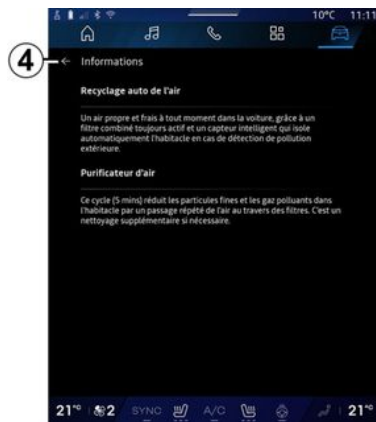 10°C 11:11
4
← Informations
Recyclage auto de l'air
Un air propre et frais à tout moment dans la voiture, grâce à un
filtre combiné toujours actif et un capteur intelligent qui isole
automatiquement l'habitacle en cas de détection de pollution
extérieure.
Purificateur d'air
Ce cycle (5 mins) réduit les particules fines et les gaz polluants dans
l'habitacle par un passage répété de l'air au travers des filtres. C'est un
nettoyage supplémentaire si nécessaire.
21°C 2 SYNC A/C 21°C